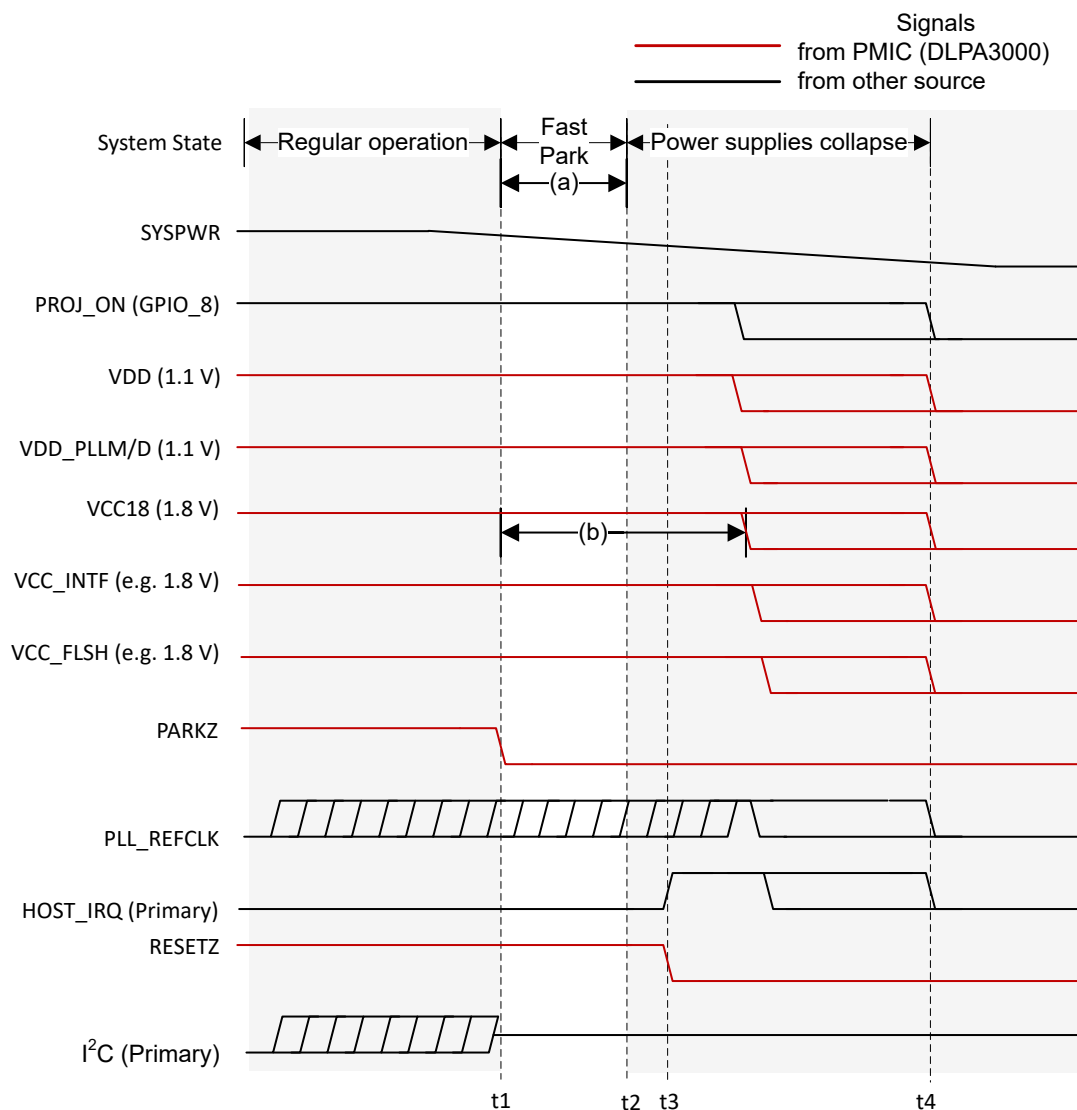 Signals
from PMIC (DLPA3000)
from other source
System State
Regular operation
Fast
Park
(a)
Power supplies collapse
SYSPWR
PROJ_ON (GPIO_8)
VDD (1.1 V)
VDD_PLLM/D (1.1 V)
VCC18 (1.8 V)
(b)
VCC_INTF (e.g. 1.8 V)
VCC_FLSH (e.g. 1.8 V)
PARKZ
PLL_REFCLK
HOST_IRQ (Primary)
RESETZ
I²C (Primary)
t1 t2 t3 t4